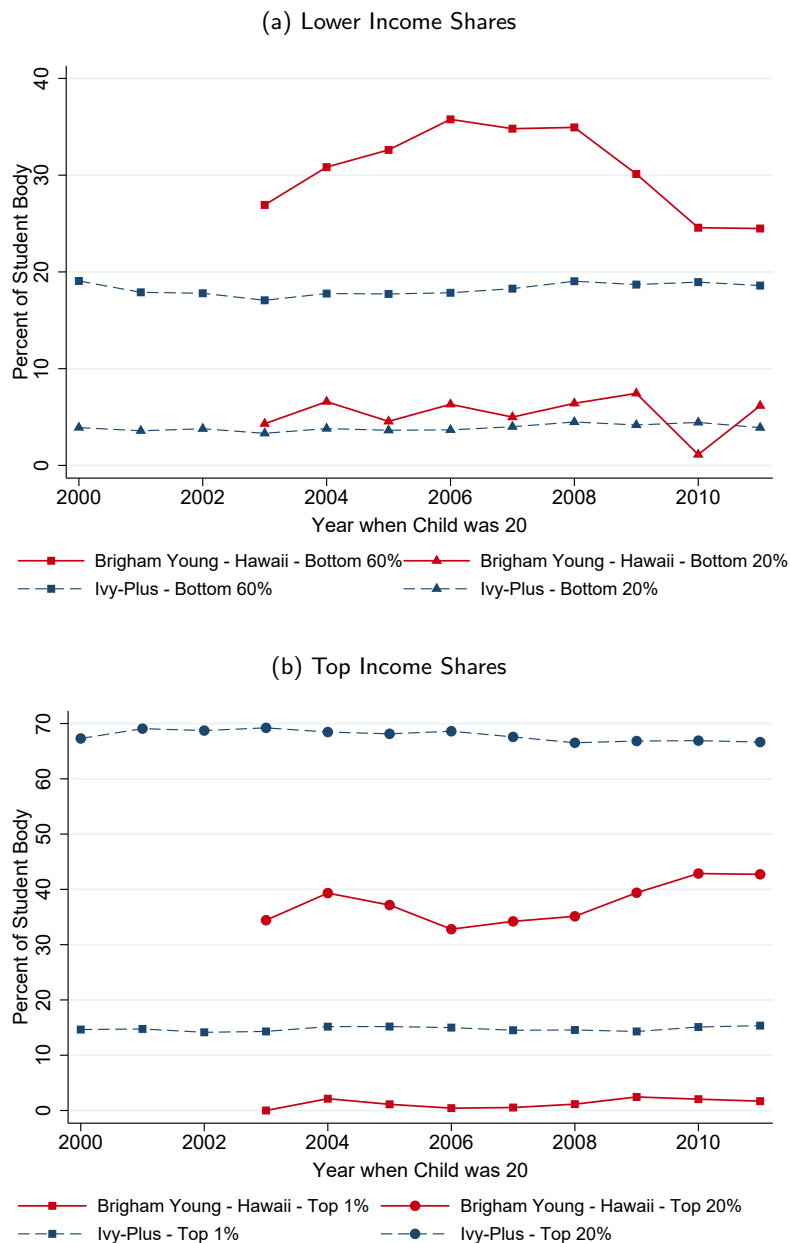 (a) Lower Income Shares
40
30
20
10
0
Percent of Student Body
2000 2002 2004 2006 2008 2010
Year when Child was 20
Brigham Young - Hawaii - Bottom 60% Brigham Young - Hawaii - Bottom 20%
Ivy-Plus - Bottom 60% Ivy-Plus - Bottom 20%
(b) Top Income Shares
70
60
50
40
30
20
10
0
Percent of Student Body
2000 2002 2004 2006 2008 2010
Year when Child was 20
Brigham Young - Hawaii - Top 1% Brigham Young - Hawaii - Top 20%
Ivy-Plus - Top 1% Ivy-Plus - Top 20%